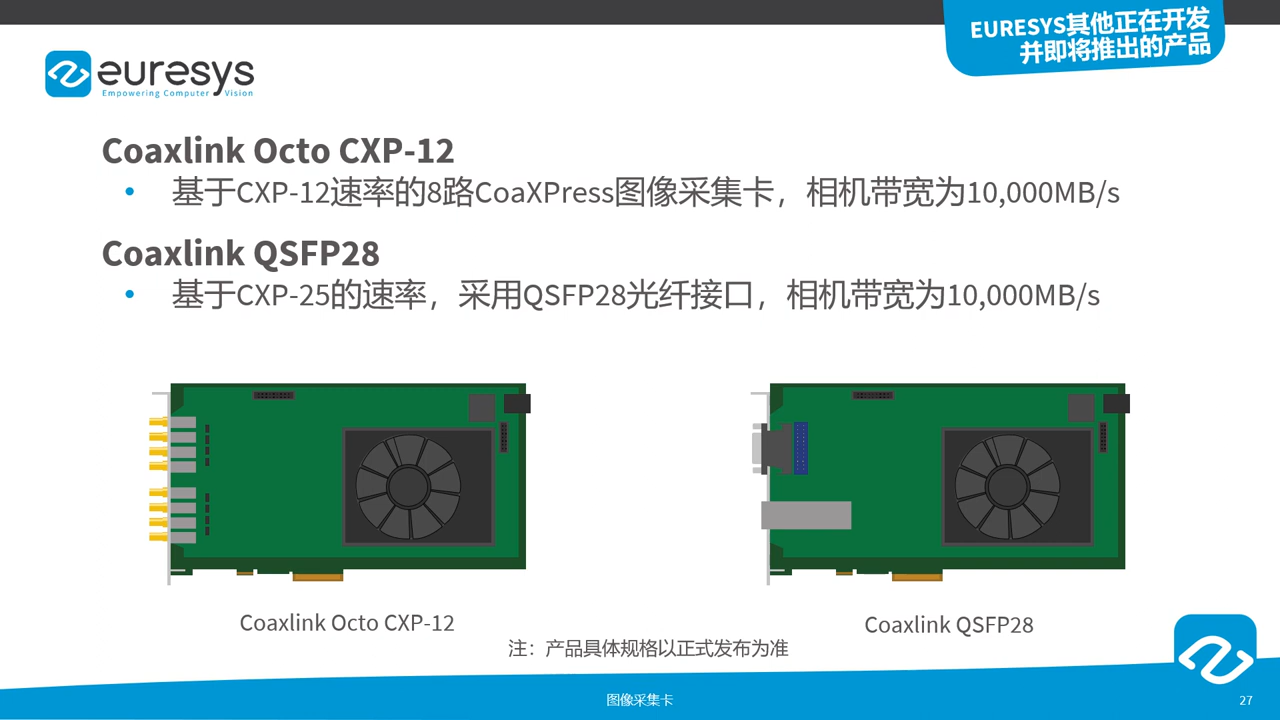 EURESYS其他正在开发
并即将推出的产品
euresys
Empowering Computer Vision
Coaxlink Octo CXP-12
• 基于CXP-12速率的8路CoaXPress图像采集卡，相机带宽为10,000MB/s
Coaxlink QSFP28
• 基于CXP-25的速率，采用QSFP28光纤接口，相机带宽为10,000MB/s
Coaxlink Octo CXP-12
Coaxlink QSFP28
注：产品具体规格以正式发布为准
图像采集卡
27